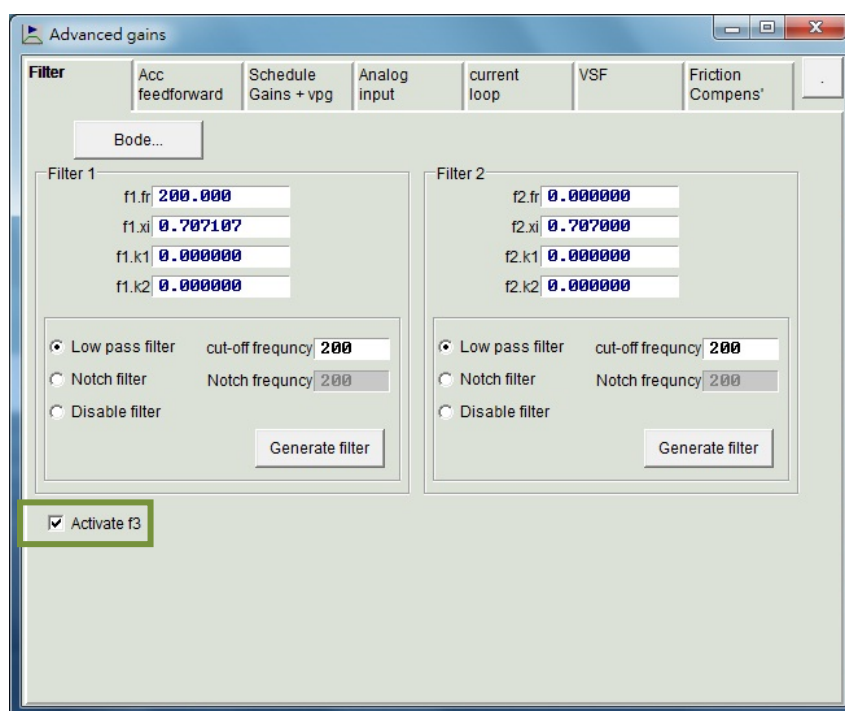 Advanced gains
Filter
Acc feedforward
Schedule Gains + vpg
Analog input
current loop
VSF
Friction Compens'
.
Bode...
Filter 1
f1.fr 200.000
f1.xi 0.707107
f1.k1 0.000000
f1.k2 0.000000
Low pass filter cut-off frequncy 200
Notch filter Notch frequncy 200
Disable filter
Generate filter
Filter 2
f2.fr 0.000000
f2.xi 0.707000
f2.k1 0.000000
f2.k2 0.000000
Low pass filter cut-off frequncy 200
Notch filter Notch frequncy 200
Disable filter
Generate filter
Activate f3